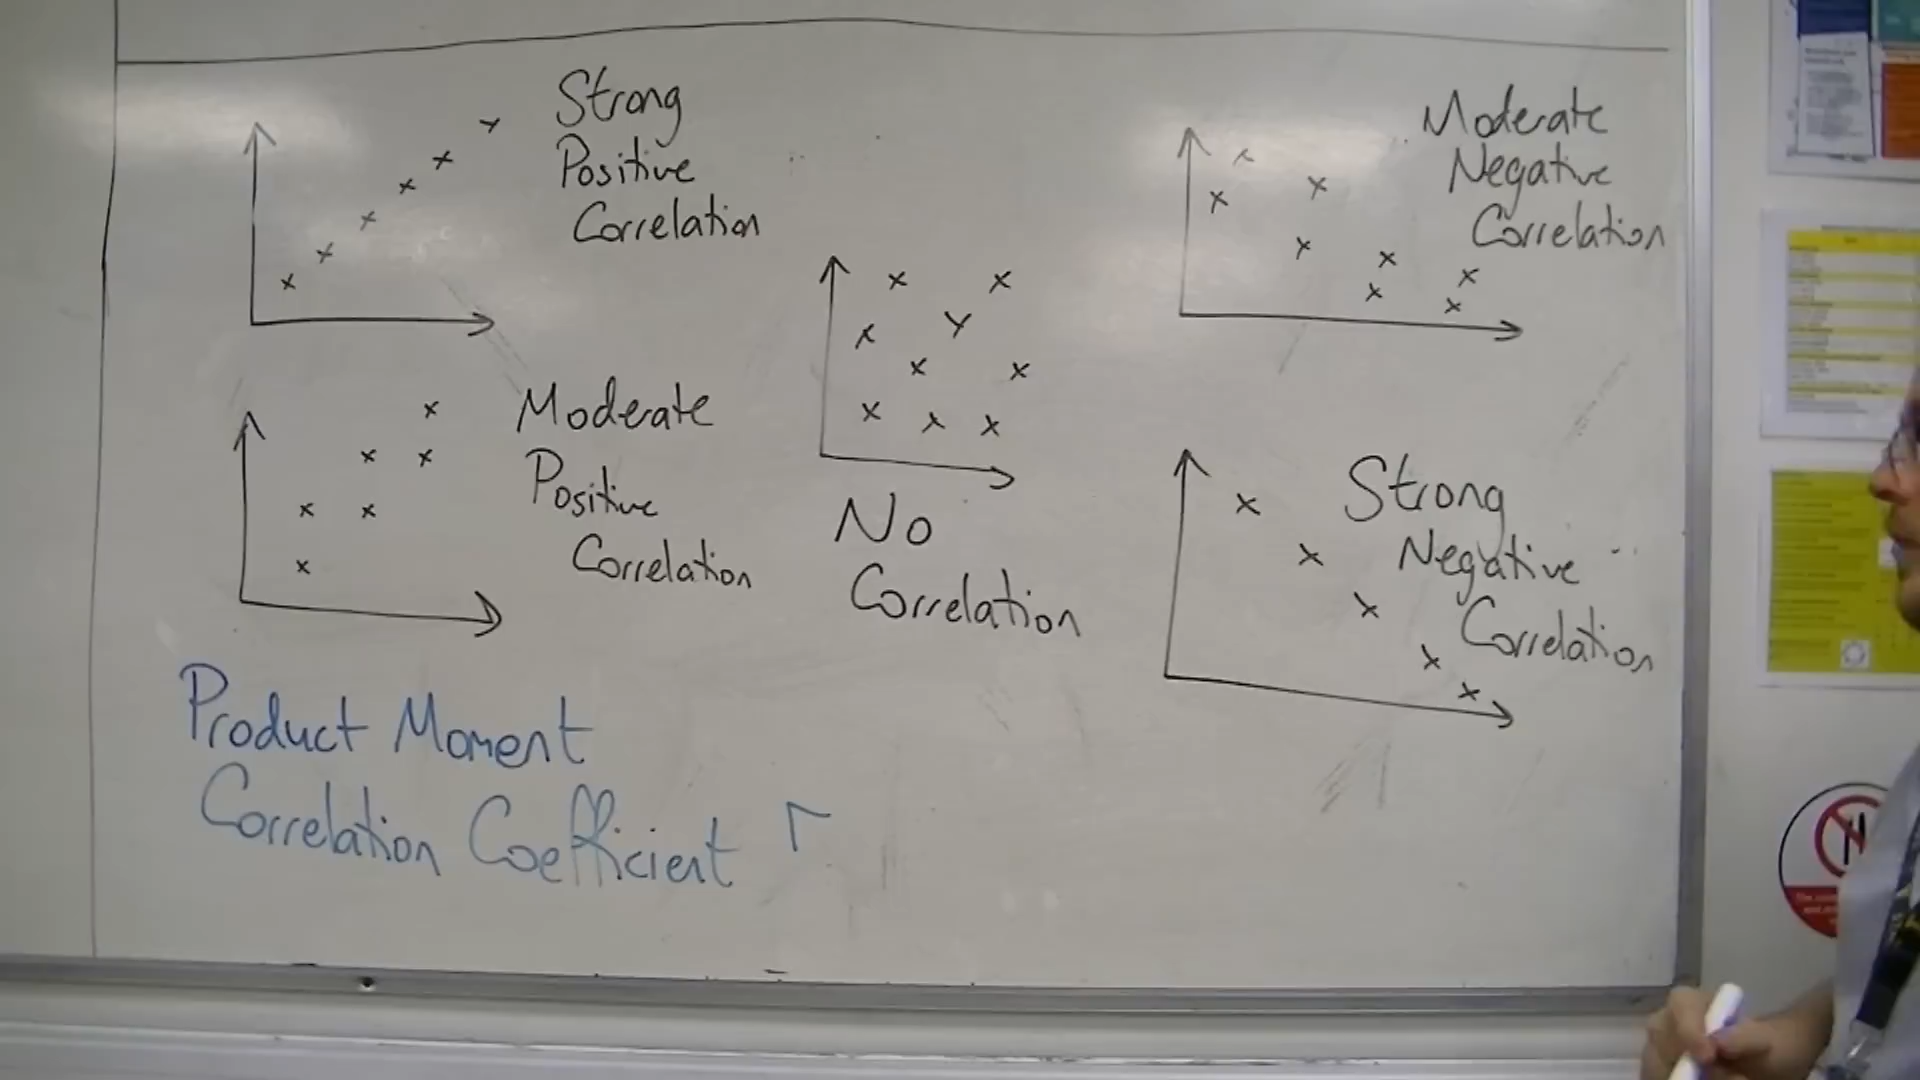 Strong
Positive
Correlation
Moderate
Positive
Correlation
No
Correlation
Moderate
Negative
Correlation
Strong
Negative
Correlation
Product Moment
Correlation Coefficient r